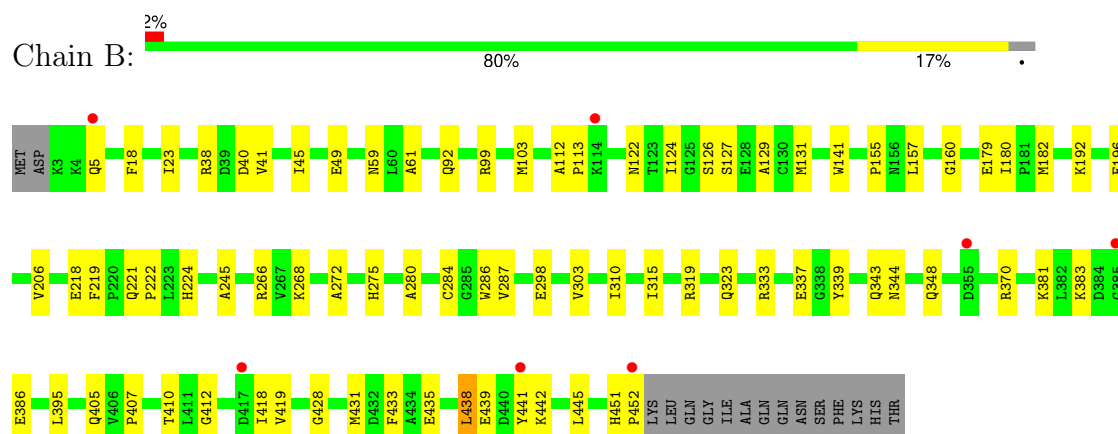 2%
Chain B:
80% 17% •
MET ASP K3 K4 Q5 F18 I23 R38 D39 D40 V41 I45 E49 N59 L60 A61 Q92 R99 M103 A112 P113 K114 N122 T123 I124 G125 S126 S127 E128 A129 C130 M131 W141 P155 N156 L157 G160 E179 I180 P181 M182 K192
V206 E218 F219 P220 Q221 P222 L223 H224 A245 R266 V267 K268 A272 H275 A280 C284 G285 W286 V287 E298 V303 I310 I315 R319 Q323 R333 E337 G338 Y339 Q343 N344 Q348 D355 R370 K381 L382 K383 D384 G385
E386 L395 Q405 V406 P407 T410 L411 G412 D417 I418 V419 G428 M431 D432 F433 A434 E435 L438 E439 D440 Y441 K442 L445 H451 P452 LYS LEU GLN GLY ILE ALA GLN GLN ASN SER PHE LYS HIS THR